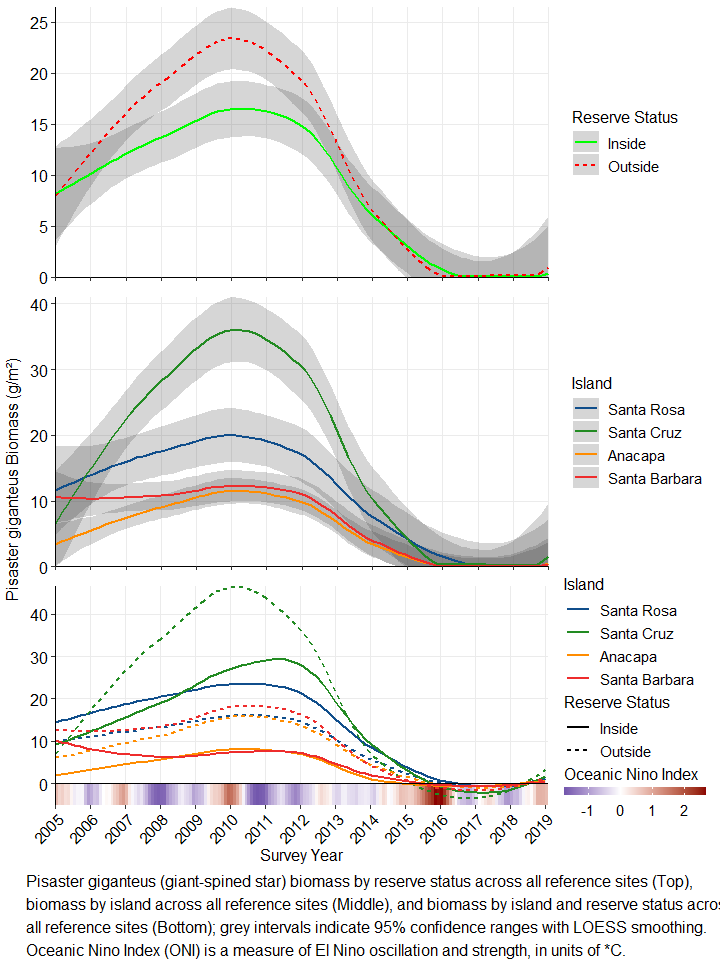 25
20
15
10
5
0
Reserve Status
Inside
Outside
Pisaster giganteus Biomass (g/m²)
40
30
20
10
0
Island
Santa Rosa
Santa Cruz
Anacapa
Santa Barbara
40
30
20
10
0
Island
Santa Rosa
Santa Cruz
Anacapa
Santa Barbara
Reserve Status
Inside
Outside
Oceanic Nino Index
-1 0 1 2
2005 2006 2007 2008 2009 2010 2011 2012 2013 2014 2015 2016 2017 2018 2019
Survey Year
Pisaster giganteus (giant-spined star) biomass by reserve status across all reference sites (Top),
biomass by island across all reference sites (Middle), and biomass by island and reserve status acros
all reference sites (Bottom); grey intervals indicate 95% confidence ranges with LOESS smoothing.
Oceanic Nino Index (ONI) is a measure of El Nino oscillation and strength, in units of *C.